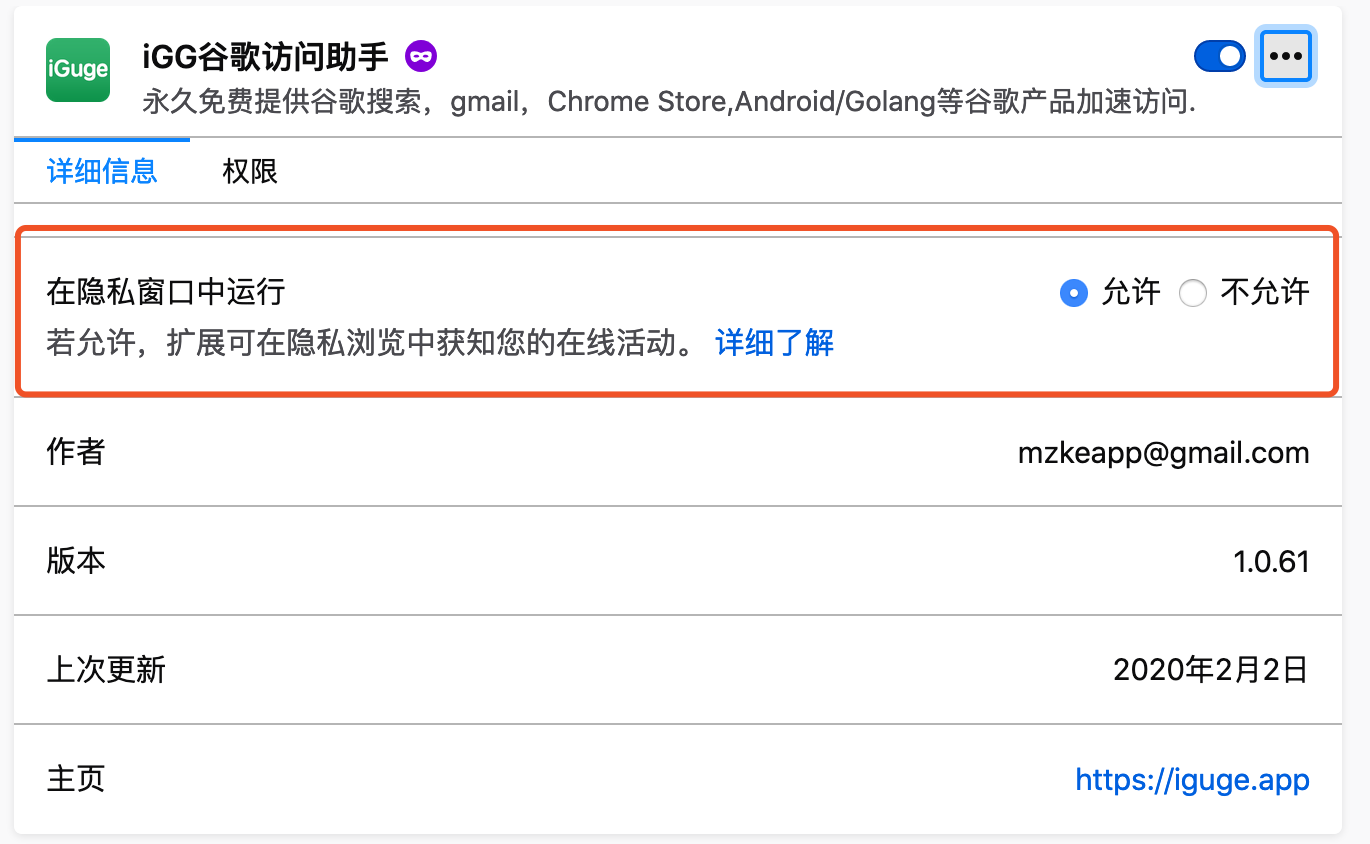 iGuge
iGG谷歌访问助手
永久免费提供谷歌搜索，gmail，Chrome Store,Android/Golang等谷歌产品加速访问.
详细信息 权限
在隐私窗口中运行 允许 不允许
若允许，扩展可在隐私浏览中获知您的在线活动。 详细了解
作者 mzkeapp@gmail.com
版本 1.0.61
上次更新 2020年2月2日
主页 https://iguge.app